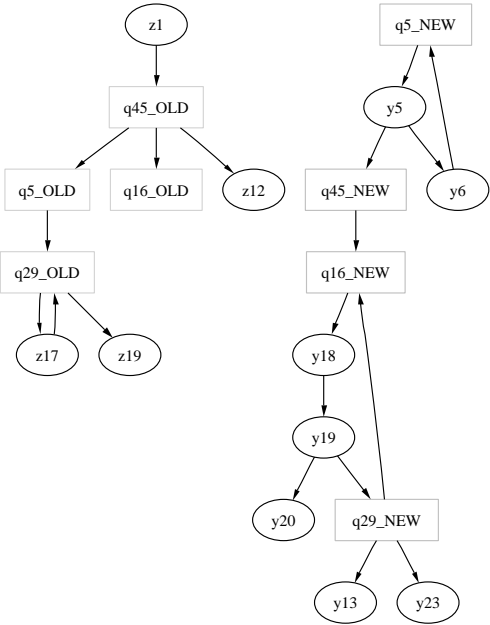 z1
q5_NEW
q45_OLD
y5
q5_OLD
q16_OLD
z12
q45_NEW
y6
q29_OLD
q16_NEW
z17
z19
y18
y19
y20
q29_NEW
y13
y23